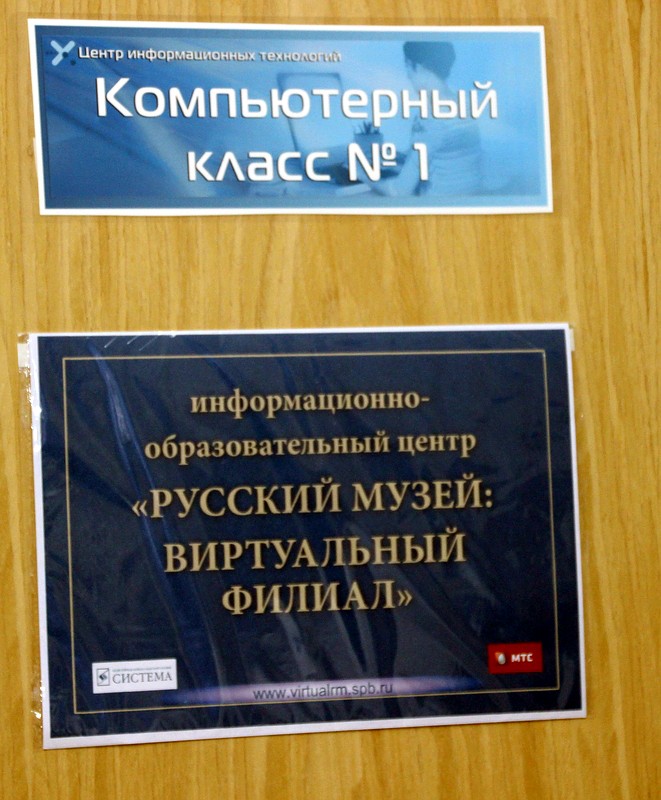 Центр информационных технологий
Компьютерный
класс № 1
информационно-
образовательный центр
«РУССКИЙ МУЗЕЙ:
ВИРТУАЛЬНЫЙ
ФИЛИАЛ»
СИСТЕМА
МТС
www.virtualrm.spb.ru